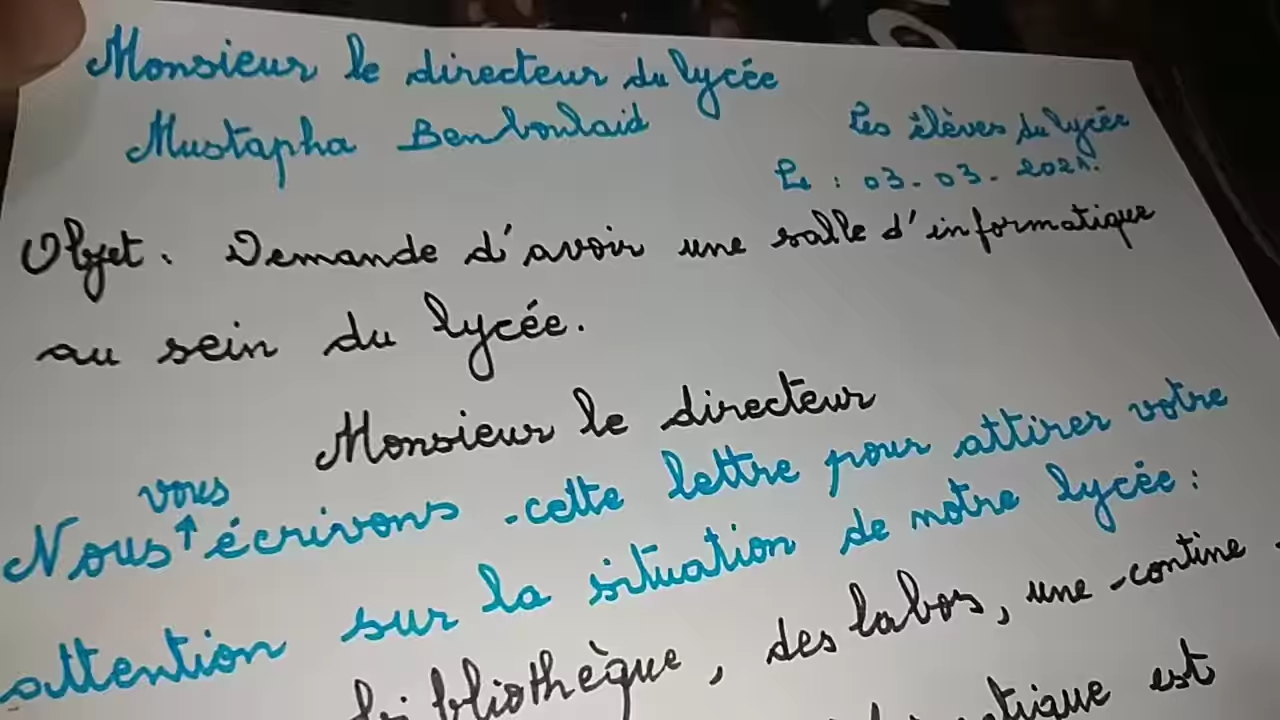 Monsieur le directeur du lycée
Mustapha Benboulaid
Les élèves du lycée
Le : 03-03-2021.
Objet : Demande d'avoir une salle d'informatique
au sein du lycée.
Monsieur le directeur
vous
Nous ↑ écrivons cette lettre pour attirer votre
attention sur la situation de notre lycée :
bibliothèque, des labos, une contine
est